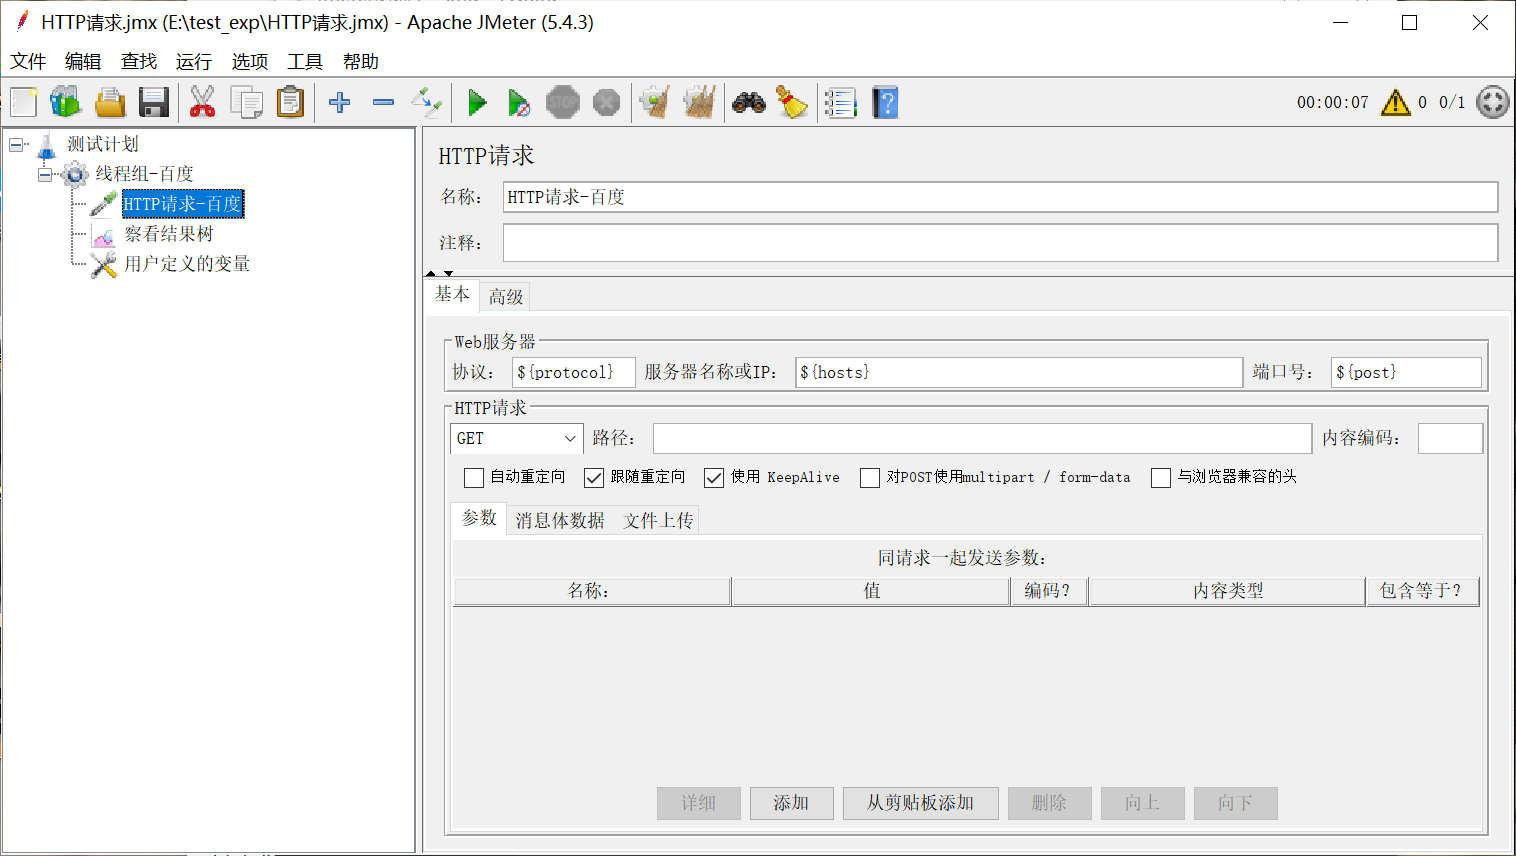 HTTP请求.jmx (E:\test_exp\HTTP请求.jmx) - Apache JMeter (5.4.3)
文件 编辑 查找 运行 选项 工具 帮助
STOP 00:00:07 0 0/1
测试计划
线程组-百度
HTTP请求-百度
察看结果树
用户定义的变量
HTTP请求
名称： HTTP请求-百度
注释：
基本 高级
Web服务器
协议： ${protocol} 服务器名称或IP： ${hosts} 端口号： ${post}
HTTP请求
GET 路径： 内容编码：
自动重定向 跟随重定向 使用 KeepAlive 对POST使用multipart / form-data 与浏览器兼容的头
参数 消息体数据 文件上传
同请求一起发送参数：
名称： 值 编码？ 内容类型 包含等于？
详细 添加 从剪贴板添加 删除 向上 向下